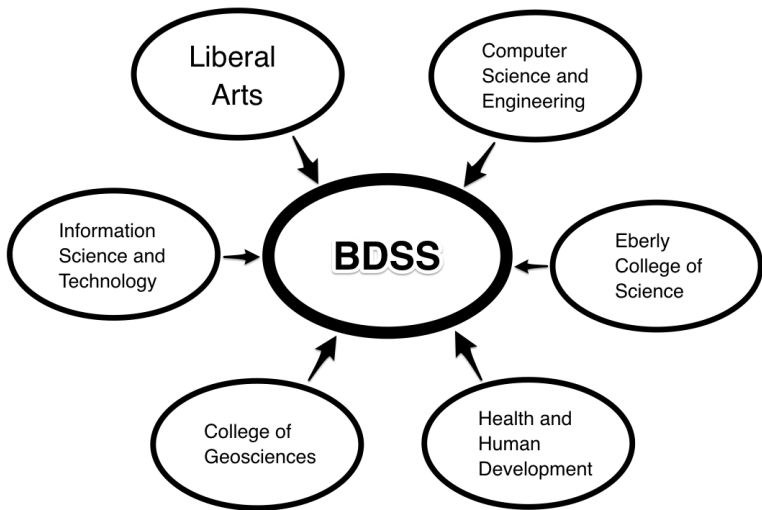 Liberal
Arts
Computer
Science and
Engineering
Information
Science and
Technology
BDSS
Eberly
College of
Science
College of
Geosciences
Health and
Human
Development